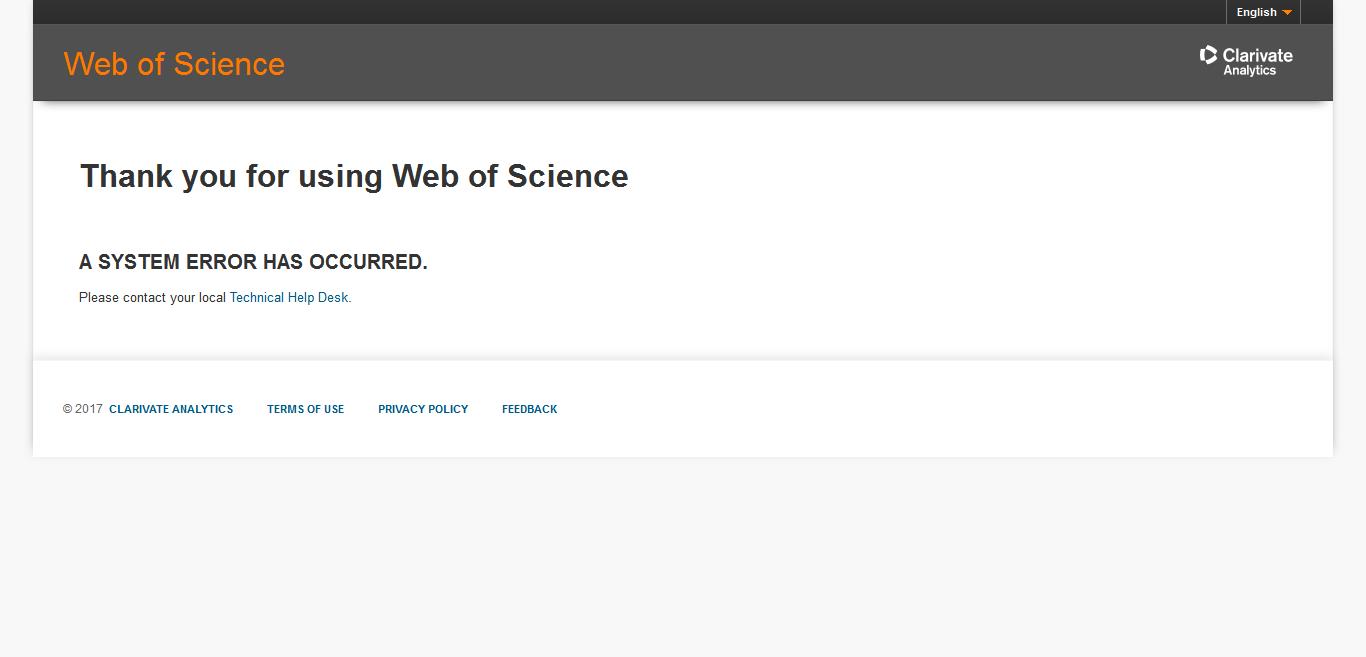 English
Web of Science
Clarivate
Analytics
Thank you for using Web of Science
A SYSTEM ERROR HAS OCCURRED.
Please contact your local Technical Help Desk.
© 2017 CLARIVATE ANALYTICS TERMS OF USE PRIVACY POLICY FEEDBACK